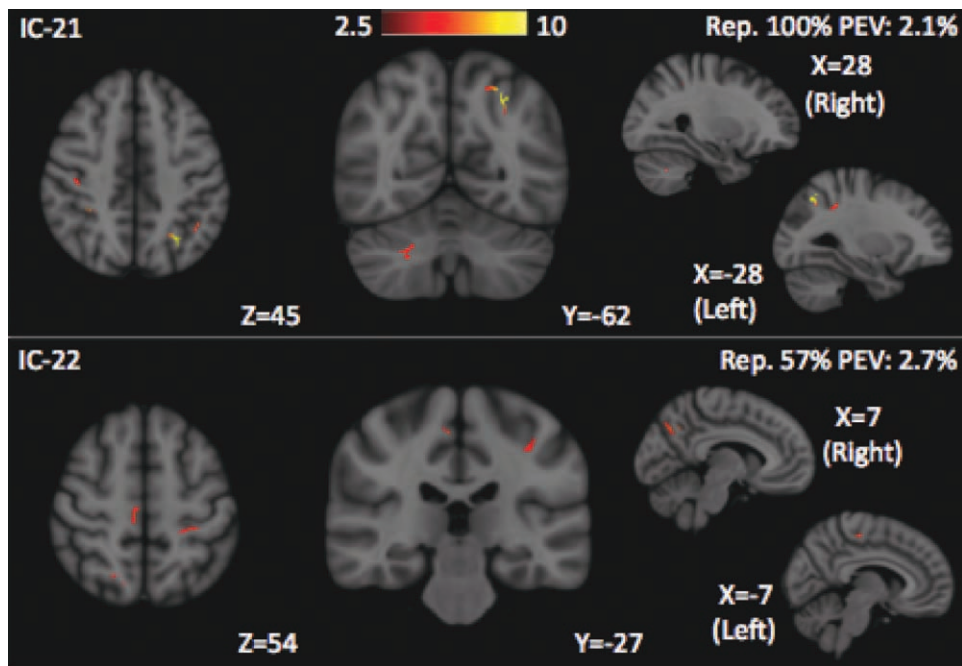 IC-21
2.5 10
Rep. 100% PEV: 2.1%
X=28
(Right)
X=-28
(Left)
Z=45
Y=-62
IC-22
Rep. 57% PEV: 2.7%
X=7
(Right)
X=-7
(Left)
Z=54
Y=-27